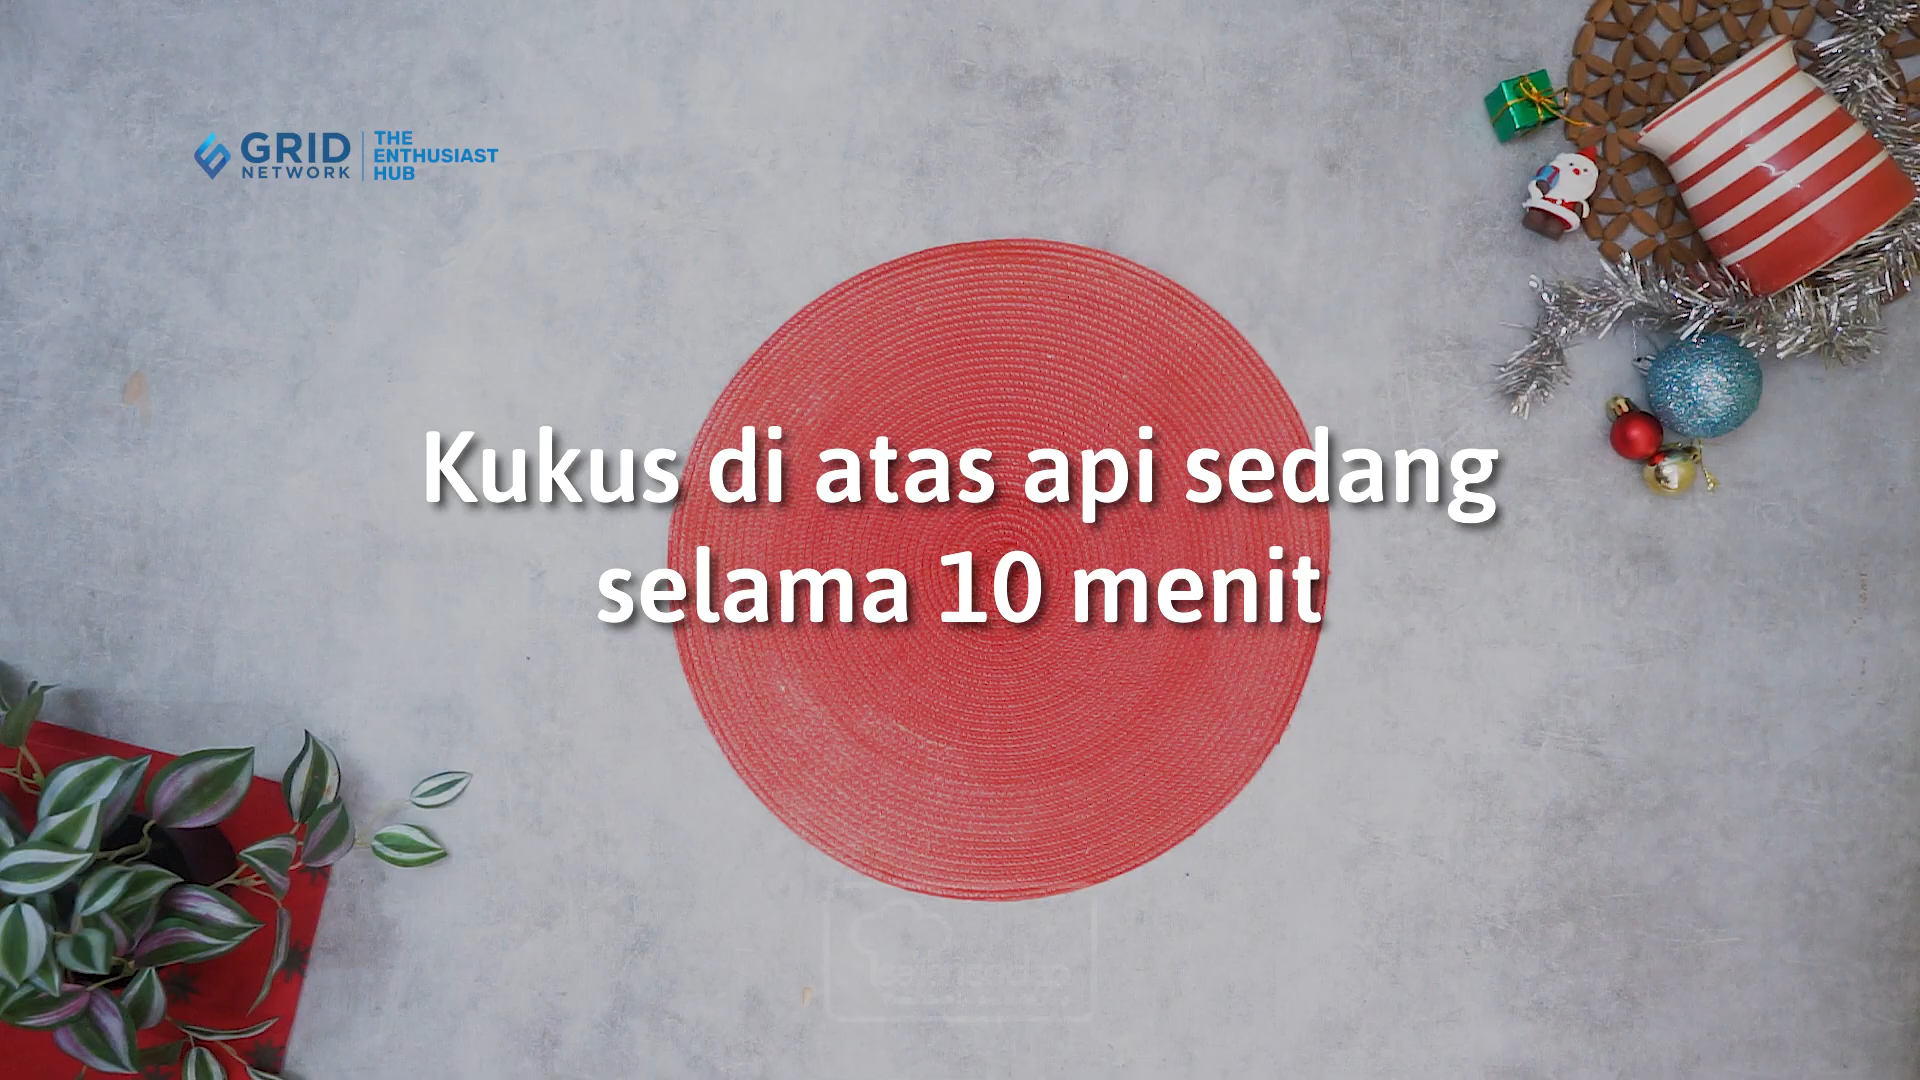 GRID
NETWORK
THE
ENTHUSIAST
HUB
Kukus di atas api sedang
selama 10 menit